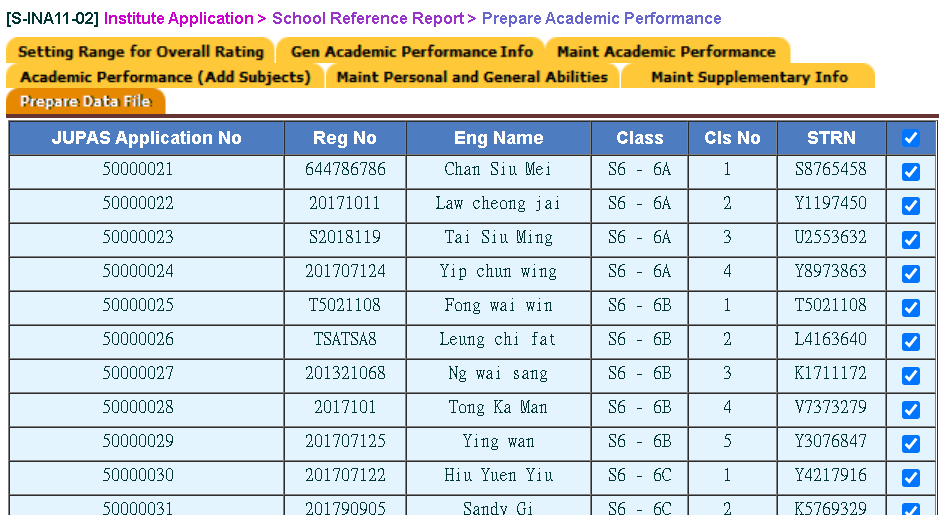 [S-INA11-02] Institute Application > School Reference Report > Prepare Academic Performance
Setting Range for Overall Rating Gen Academic Performance Info Maint Academic Performance
Academic Performance (Add Subjects) Maint Personal and General Abilities Maint Supplementary Info
Prepare Data File
JUPAS Application No Reg No Eng Name Class Cls No STRN
50000021 644786786 Chan Siu Mei S6 - 6A 1 S8765458
50000022 20171011 Law cheong jai S6 - 6A 2 Y1197450
50000023 S2018119 Tai Siu Ming S6 - 6A 3 U2553632
50000024 201707124 Yip chun wing S6 - 6A 4 Y8973863
50000025 T5021108 Fong wai win S6 - 6B 1 T5021108
50000026 TSATSA8 Leung chi fat S6 - 6B 2 L4163640
50000027 201321068 Ng wai sang S6 - 6B 3 K1711172
50000028 2017101 Tong Ka Man S6 - 6B 4 V7373279
50000029 201707125 Ying wan S6 - 6B 5 Y3076847
50000030 201707122 Hiu Yuen Yiu S6 - 6C 1 Y4217916
50000031 201790905 Sandy Gi S6 - 6C 2 K5769329